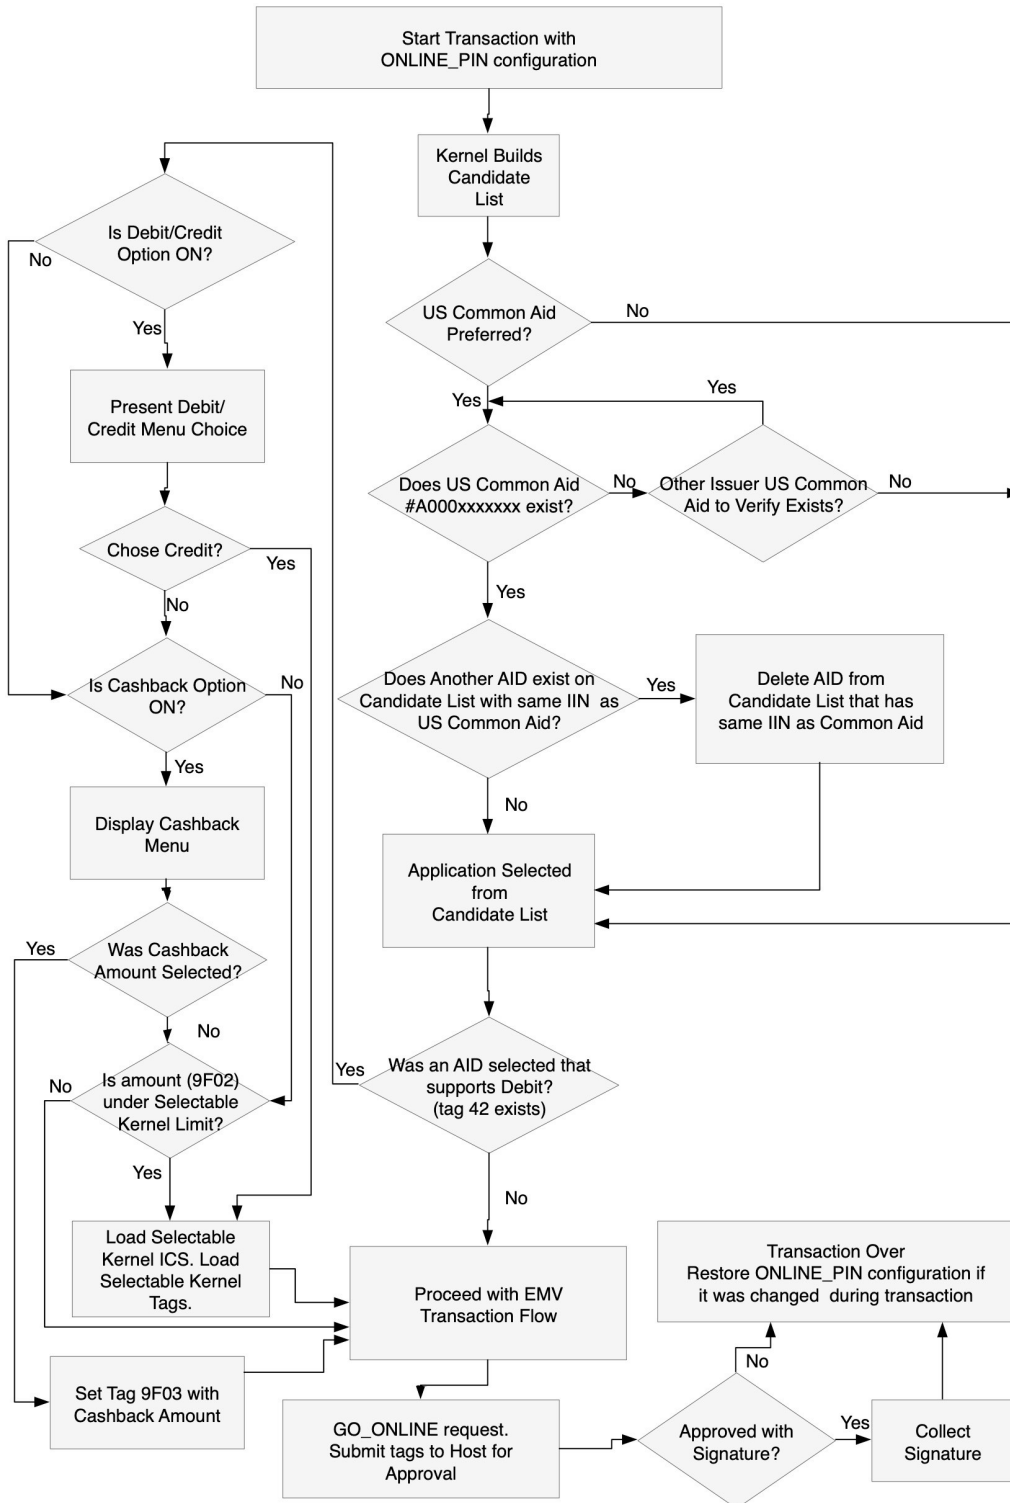 Start Transaction with
ONLINE_PIN configuration
Kernel Builds
Candidate
List
US Common Aid
Preferred?
No
Yes
Yes
Does US Common Aid
#A000xxxxxxx exist?
No
Other Issuer US Common
Aid to Verify Exists?
No
Yes
Does Another AID exist on
Candidate List with same IIN as
US Common Aid?
Yes
Delete AID from
Candidate List that has
same IIN as Common Aid
No
Application Selected
from
Candidate List
Was an AID selected that
supports Debit?
(tag 42 exists)
Yes
No
Is Debit/Credit
Option ON?
No
Yes
Present Debit/
Credit Menu Choice
Chose Credit?
Yes
No
Is Cashback Option
ON?
No
Yes
Display Cashback
Menu
Was Cashback
Amount Selected?
Yes
No
Is amount (9F02)
under Selectable
Kernel Limit?
No
Yes
Load Selectable
Kernel ICS. Load
Selectable Kernel
Tags.
Set Tag 9F03 with
Cashback Amount
Proceed with EMV
Transaction Flow
GO_ONLINE request.
Submit tags to Host for
Approval
Approved with
Signature?
No
Yes
Collect
Signature
Transaction Over
Restore ONLINE_PIN configuration if
it was changed during transaction